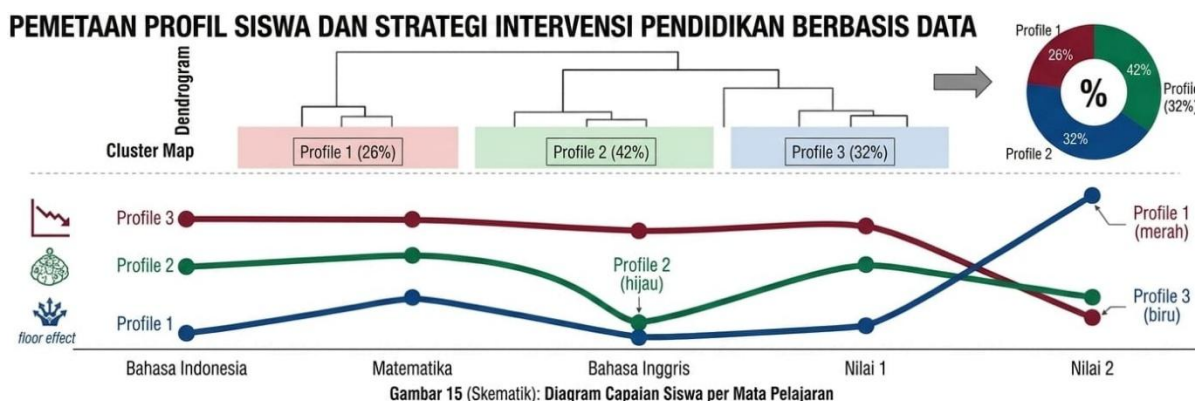 PEMETAAN PROFIL SISWA DAN STRATEGI INTERVENSI PENDIDIKAN BERBASIS DATA
Dendrogram
Cluster Map
Profile 1 (26%)
Profile 2 (42%)
Profile 3 (32%)
Profile 1
26%
42%
%
Profile
(32%)
32%
Profile 2
Profile 3
Profile 2
Profile 1
floor effect
Profile 2
(hijau)
Profile 1
(merah)
Profile 3
(biru)
Bahasa Indonesia
Matematika
Bahasa Inggris
Nilai 1
Nilai 2
Gambar 15 (Skematik): Diagram Capaian Siswa per Mata Pelajaran